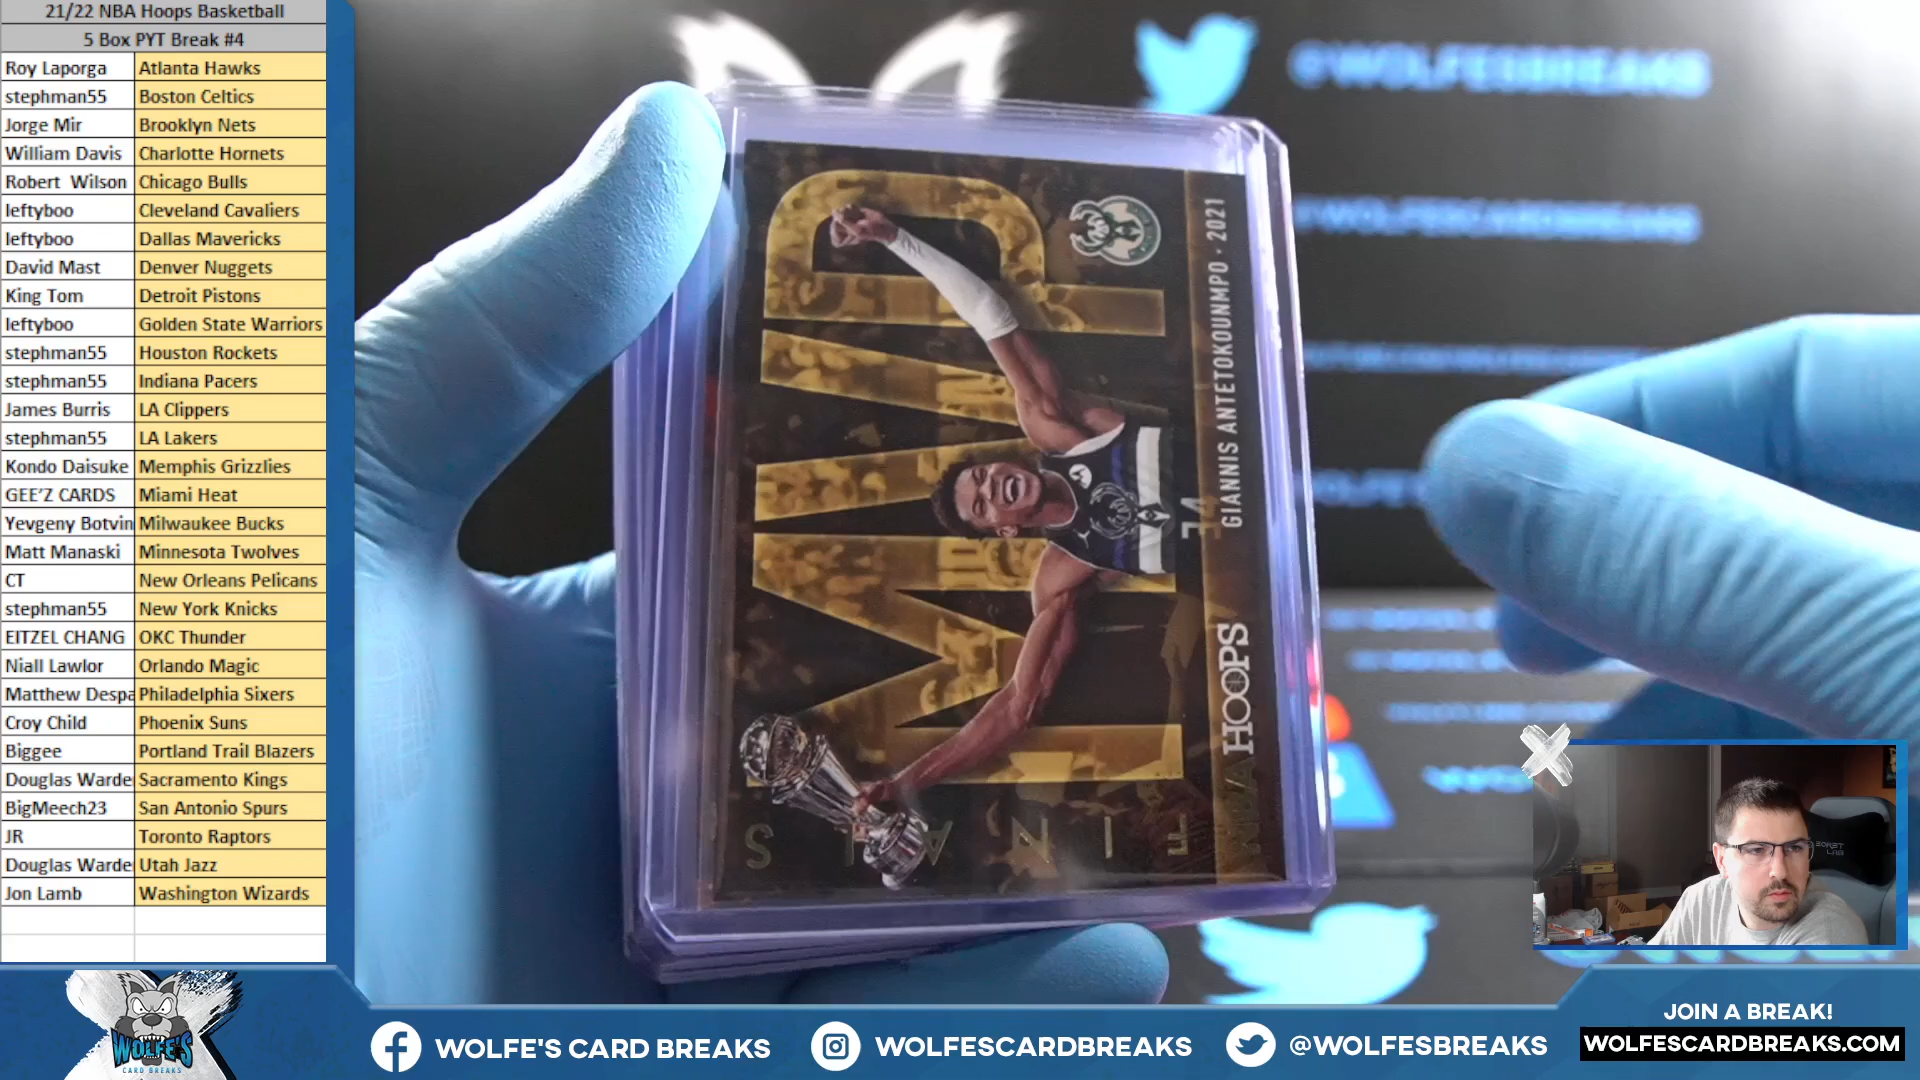 21/22 NBA Hoops Basketball
5 Box PYT Break #4
Roy Laporga Atlanta Hawks
stephman55 Boston Celtics
Jorge Mir Brooklyn Nets
William Davis Charlotte Hornets
Robert Wilson Chicago Bulls
leftyboo Cleveland Cavaliers
leftyboo Dallas Mavericks
David Mast Denver Nuggets
King Tom Detroit Pistons
leftyboo Golden State Warriors
stephman55 Houston Rockets
stephman55 Indiana Pacers
James Burris LA Clippers
stephman55 LA Lakers
Kondo Daisuke Memphis Grizzlies
GEE'Z CARDS Miami Heat
Yevgeny Botvin Milwaukee Bucks
Matt Manaski Minnesota Twolves
CT New Orleans Pelicans
stephman55 New York Knicks
EITZEL CHANG OKC Thunder
Niall Lawlor Orlando Magic
Matthew Despa Philadelphia Sixers
Croy Child Phoenix Suns
Biggee Portland Trail Blazers
Douglas Warde Sacramento Kings
BigMeech23 San Antonio Spurs
JR Toronto Raptors
Douglas Warde Utah Jazz
Jon Lamb Washington Wizards
@WOLFESBREAKS
FINALS
MVP
34
GIANNIS ANTETOKOUNMPO · 2021
NBA HOOPS
WOLFE'S
CARD BREAKS
WOLFE'S CARD BREAKS
WOLFESCARDBREAKS
@WOLFESBREAKS
JOIN A BREAK!
WOLFESCARDBREAKS.COM